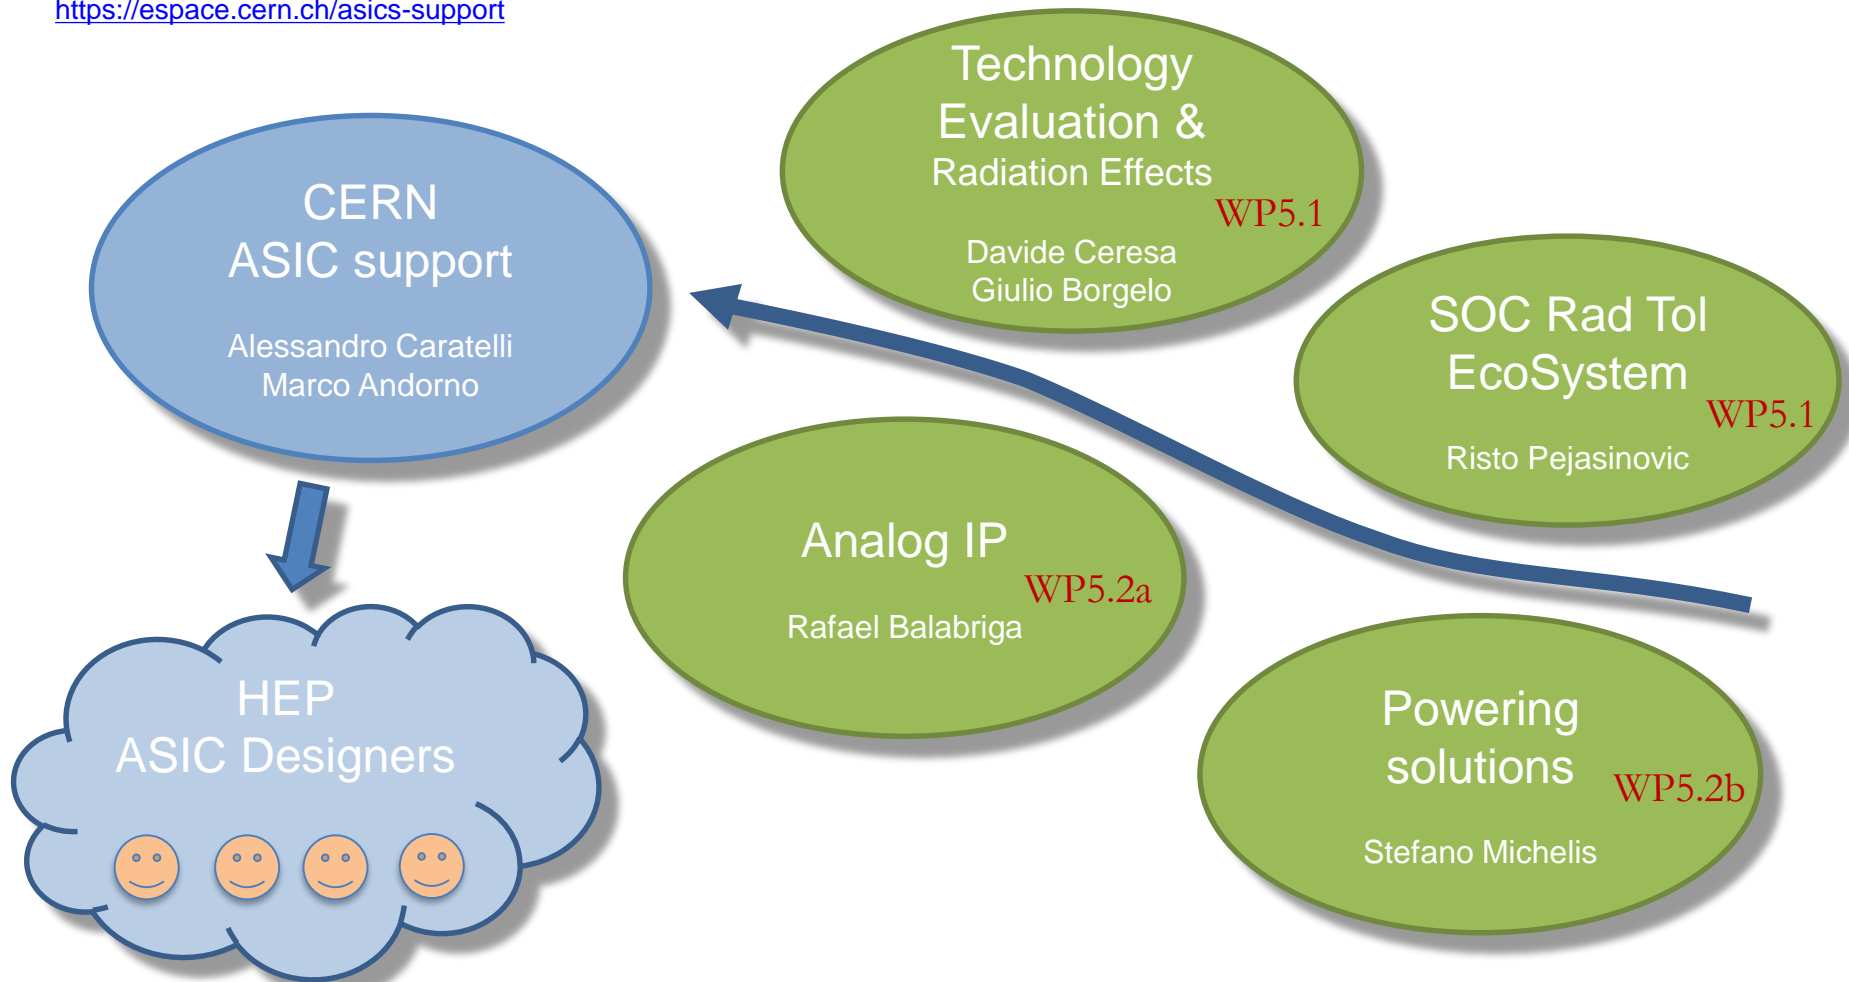 https://espace.cern.ch/asics-support
CERN
ASIC support
Alessandro Caratelli
Marco Andorno
Technology
Evaluation &
Radiation Effects
WP5.1
Davide Ceresa
Giulio Borgelo
SOC Rad Tol
EcoSystem
WP5.1
Risto Pejasinovic
Analog IP
WP5.2a
Rafael Balabriga
Powering
solutions
WP5.2b
Stefano Michelis
HEP
ASIC Designers